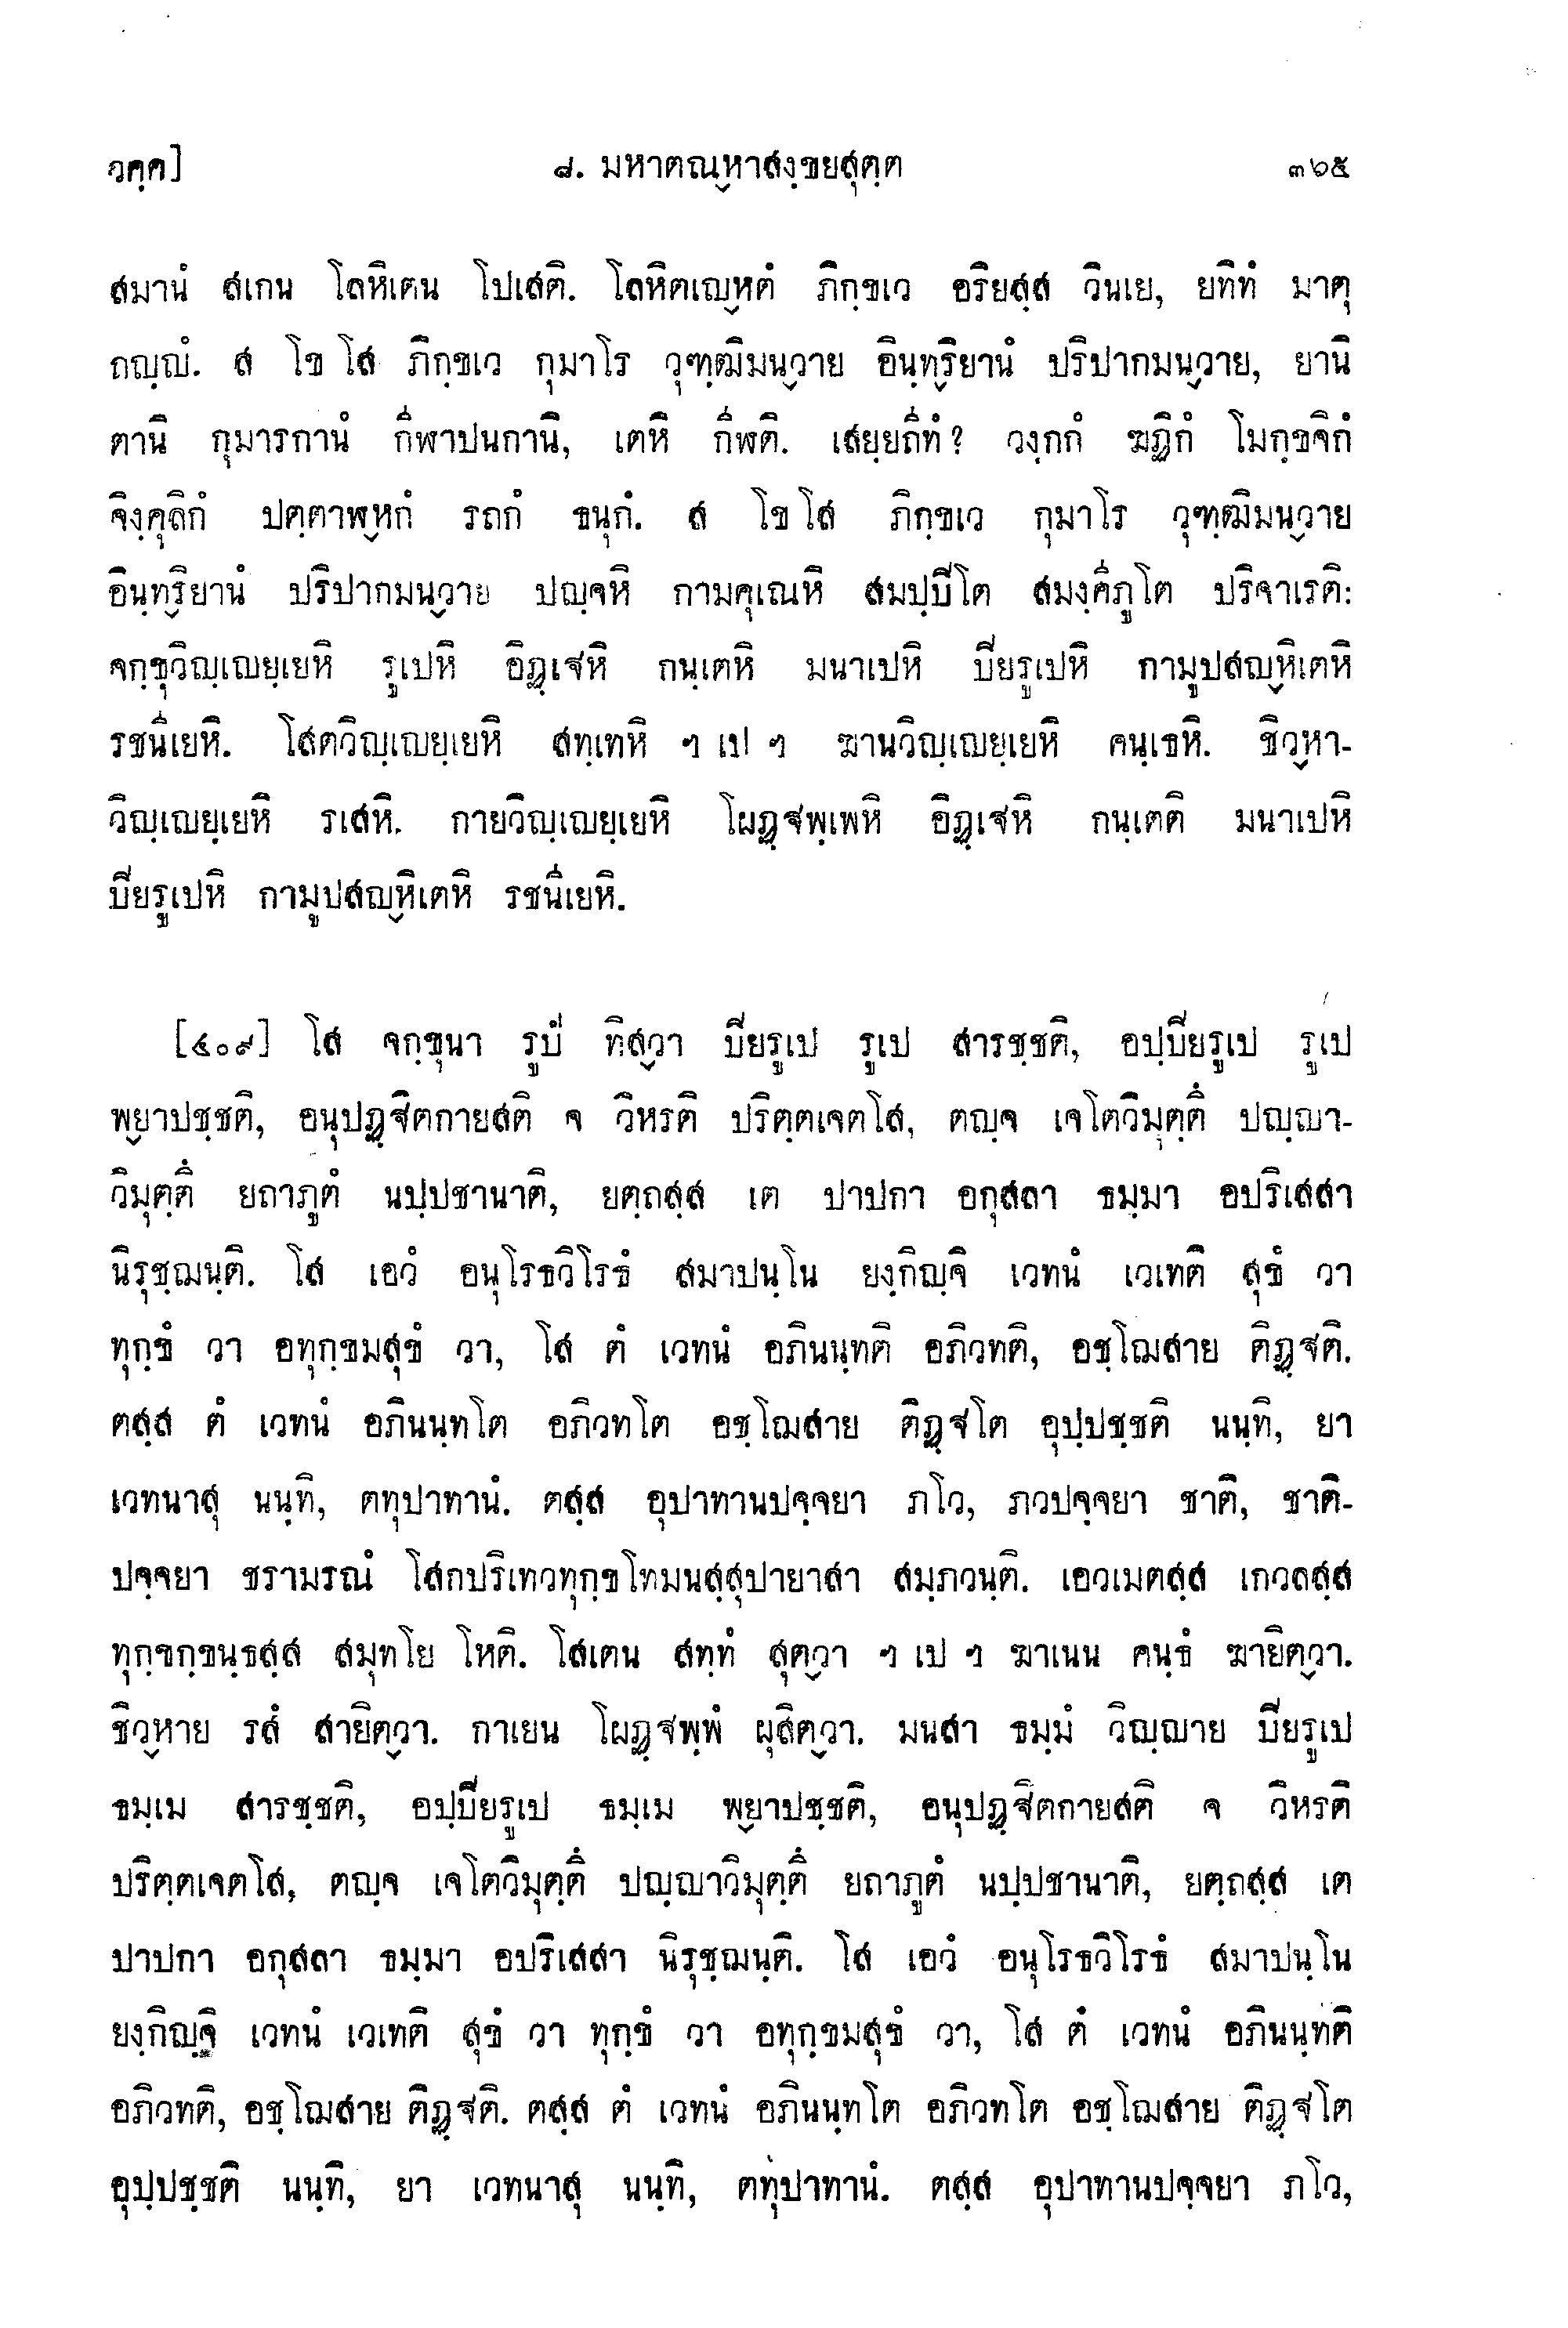 วคฺค] ๘. มหาตณ๎หาสงฺขยสุตฺต ๓๖๕
สมานํ สเกน โลหิเตน โปเสติ. โลหิตเญ๎หตํ ภิกฺขเว อริยสฺส วินเย, ยทิทํ มาตุ
ถญฺญํ. ส โข โส ภิกฺขเว กุมาโร วุฑฺฒิมน๎วาย อินฺท๎ริยานํ ปริปากมน๎วาย, ยานิ
ตานิ กุมารกานํ กีฬาปนกานิ, เตหิ กีฬติ. เสยฺยถีทํ? วงฺกกํ ฆฏิกํ โมกฺขจิกํ
จิงฺคุลิกํ ปตฺตาฬ๎หกํ รถกํ ธนุกํ. ส โข โส ภิกฺขเว กุมาโร วุฑฺฒิมน๎วาย
อินฺท๎ริยานํ ปริปากมน๎วาย ปญฺจหิ กามคุเณหิ สมปฺปิโต สมงฺคีภูโต ปริจาเรติ:
จกฺขุวิญฺเญยฺเยหิ รูเปหิ อิฏฺเฐหิ กนฺเตหิ มนาเปหิ ปิยรูเปหิ กามูปสญ๎หิเตหิ
รชนีเยหิ. โสตวิญฺเญยฺเยหิ สทฺเทหิ ฯ เป ฯ ฆานวิญฺเญยฺเยหิ คนฺเธหิ. ชิว๎หา-
วิญฺเญยฺเยหิ รเสหิ. กายวิญฺเญยฺเยหิ โผฏฺฐพฺเพหิ อิฏฺเฐหิ กนฺเตติ มนาเปหิ
ปิยรูเปหิ กามูปสญ๎หิเตหิ รชนีเยหิ.
[๔๐๙] โส จกฺขุนา รูปํ ทิส๎วา ปิยรูเป รูเป สารชฺชติ, อปฺปิยรูเป รูเป
พ๎ยาปชฺชติ, อนุปฏฺฐิตกายสติ จ วิหรติ ปริตฺตเจตโส, ตญฺจ เจโตวิมุตฺตึ ปญฺญา-
วิมุตฺตึ ยถาภูตํ นปฺปชานาติ, ยตฺถสฺส เต ปาปกา อกุสลา ธมฺมา อปริเสสา
นิรุชฺฌนฺติ. โส เอวํ อนุโรธวิโรธํ สมาปนฺโน ยงฺกิญฺจิ เวทนํ เวเทติ สุขํ วา
ทุกฺขํ วา อทุกฺขมสุขํ วา, โส ตํ เวทนํ อภินนฺทติ อภิวทติ, อชฺโฌสาย ติฏฺฐติ.
ตสฺส ตํ เวทนํ อภินนฺทโต อภิวทโต อชฺโฌสาย ติฏฺฐโต อุปฺปชฺชติ นนฺทิ, ยา
เวทนาสุ นนฺทิ, ตทุปาทานํ. ตสฺส อุปาทานปจฺจยา ภโว, ภวปจฺจยา ชาติ, ชาติ-
ปจฺจยา ชรามรณํ โสกปริเทวทุกฺขโทมนสฺสุปายาสา สมฺภวนฺติ. เอวเมตสฺส เกวลสฺส
ทุกฺขกฺขนฺธสฺส สมุทโย โหติ. โสเตน สทฺทํ สุต๎วา ฯ เป ฯ ฆาเนน คนฺธํ ฆายิต๎วา.
ชิว๎หาย รสํ สายิต๎วา. กาเยน โผฏฺฐพฺพํ ผุสิต๎วา. มนสา ธมฺมํ วิญฺญาย ปิยรูเป
ธมฺเม สารชฺชติ, อปฺปิยรูเป ธมฺเม พ๎ยาปชฺชติ, อนุปฏฺฐิตกายสติ จ วิหรติ
ปริตฺตเจตโส, ตญฺจ เจโตวิมุตฺตึ ปญฺญาวิมุตฺตึ ยถาภูตํ นปฺปชานาติ, ยตฺถสฺส เต
ปาปกา อกุสลา ธมฺมา อปริเสสา นิรุชฺฌนฺติ. โส เอวํ อนุโรธวิโรธํ สมาปนฺโน
ยงฺกิญฺจิ เวทนํ เวเทติ สุขํ วา ทุกฺขํ วา อทุกฺขมสุขํ วา, โส ตํ เวทนํ อภินนฺทติ
อภิวทติ, อชฺโฌสาย ติฏฺฐติ. ตสฺส ตํ เวทนํ อภินนฺทโต อภิวทโต อชฺโฌสาย ติฏฺฐโต
อุปฺปชฺชติ นนฺทิ, ยา เวทนาสุ นนฺทิ, ตทุปาทานํ. ตสฺส อุปาทานปจฺจยา ภโว,